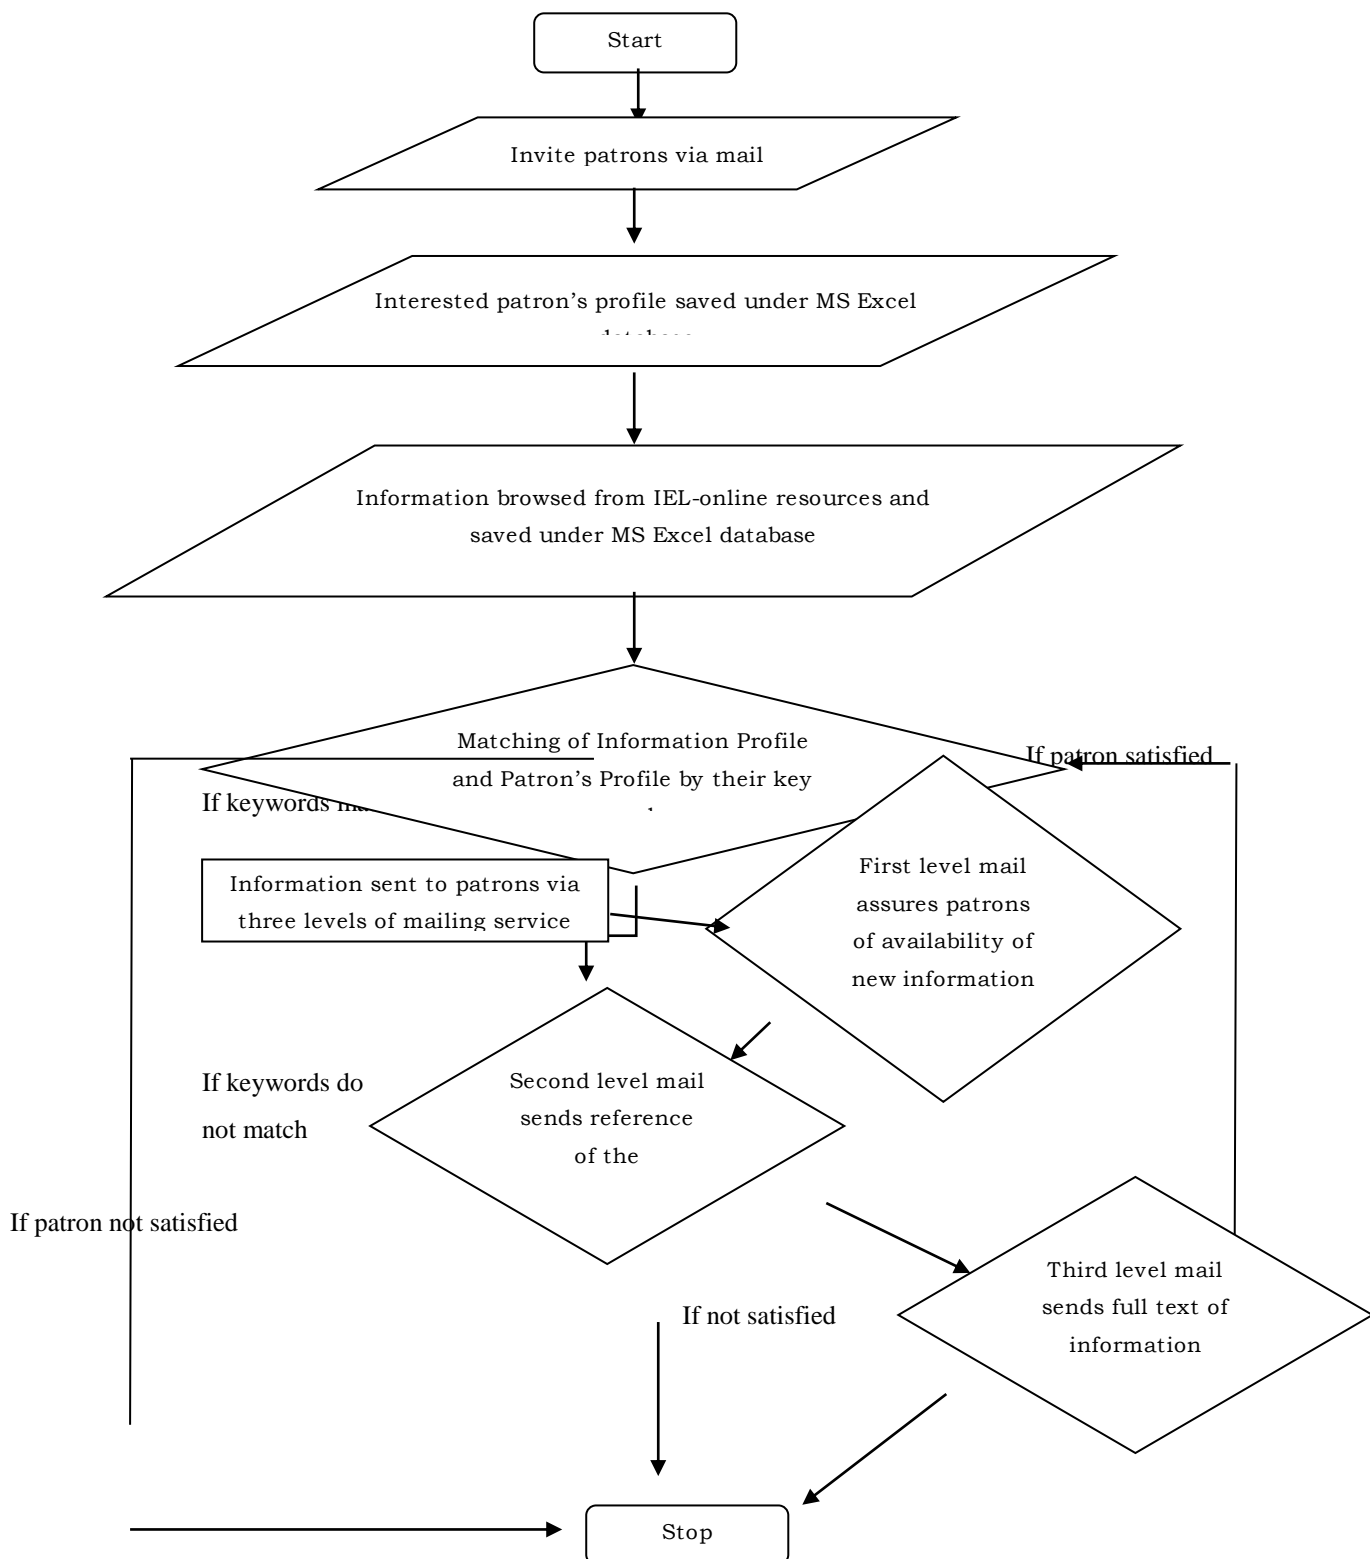 Start
Invite patrons via mail
Interested patron’s profile saved under MS Excel
Information browsed from IEL-online resources and
saved under MS Excel database
Matching of Information Profile
and Patron’s Profile by their key
If patron satisfied
If keywords
Information sent to patrons via
three levels of mailing service
First level mail
assures patrons
of availability of
new information
If keywords do
not match
Second level mail
sends reference
of the
If patron not satisfied
Third level mail
sends full text of
information
If not satisfied
Stop